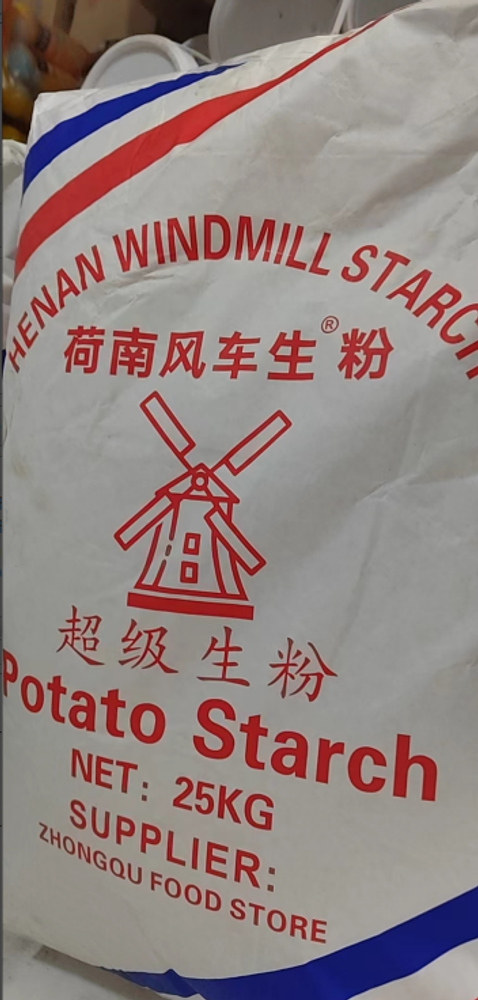 HENAN WINDMILL STARCH
荷南风车生®粉
超级生粉
Potato Starch
NET: 25KG
SUPPLIER:
ZHONGQU FOOD STORE